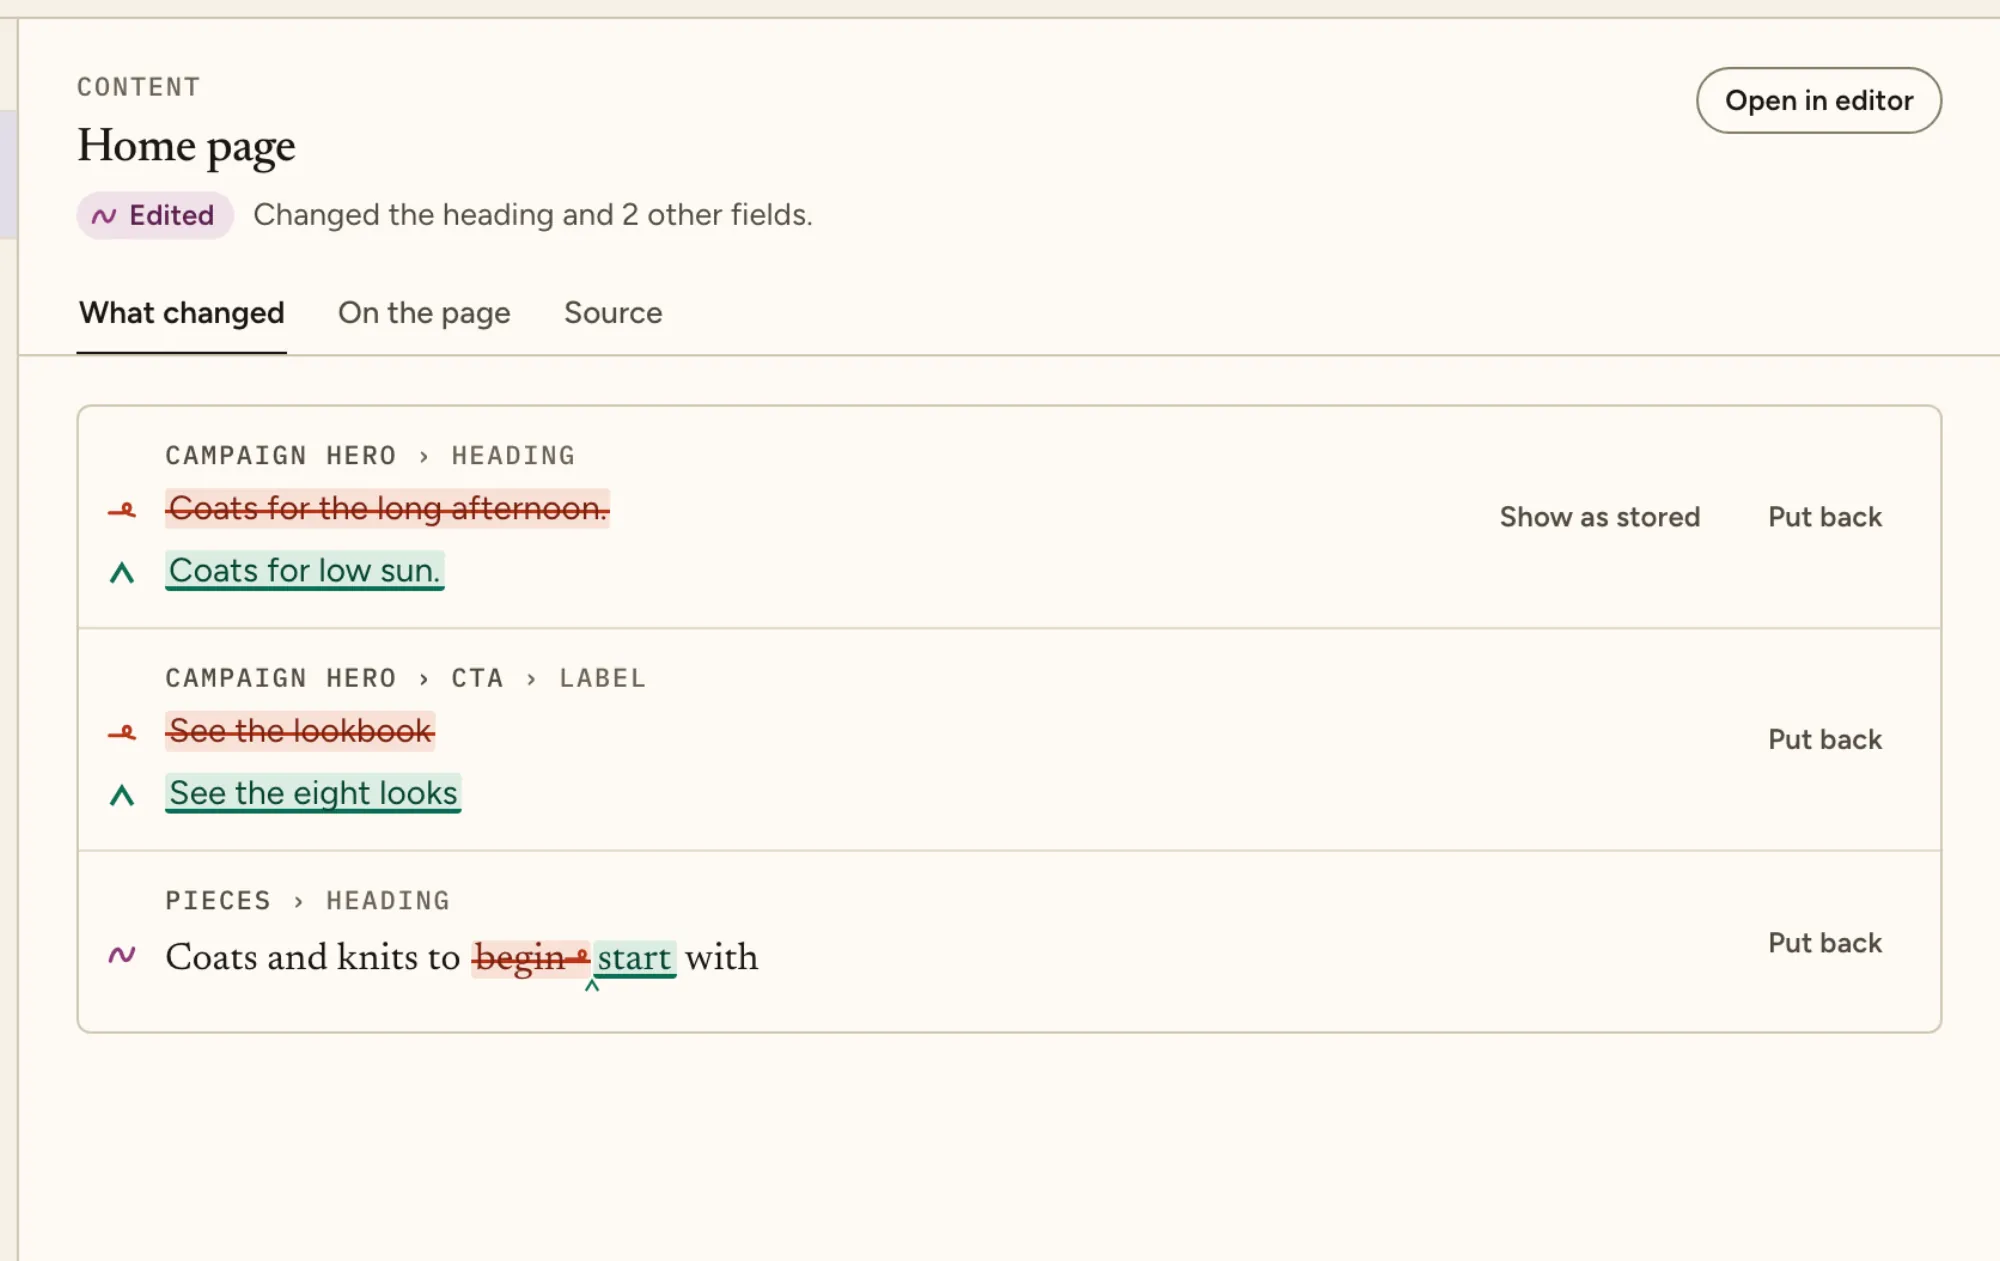 CONTENT
Open in editor
Home page
Edited Changed the heading and 2 other fields.
What changed On the page Source
CAMPAIGN HERO › HEADING
Coats for the long afternoon.
Show as stored Put back
Coats for low sun.
CAMPAIGN HERO › CTA › LABEL
See the lookbook
Put back
See the eight looks
PIECES › HEADING
Coats and knits to begin start with
Put back